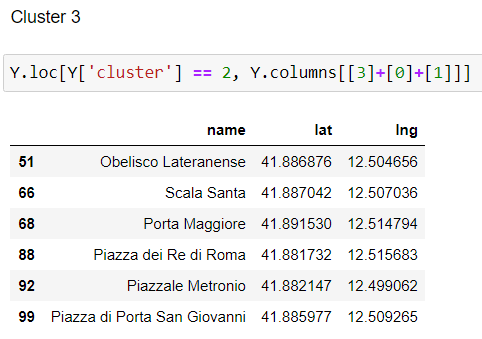 Cluster 3
Y.loc[Y['cluster'] == 2, Y.columns[[3]+[0]+[1]]]
name lat lng
51 Obelisco Lateranense 41.886876 12.504656
66 Scala Santa 41.887042 12.507036
68 Porta Maggiore 41.891530 12.514794
88 Piazza dei Re di Roma 41.881732 12.515683
92 Piazzale Metronio 41.882147 12.499062
99 Piazza di Porta San Giovanni 41.885977 12.509265